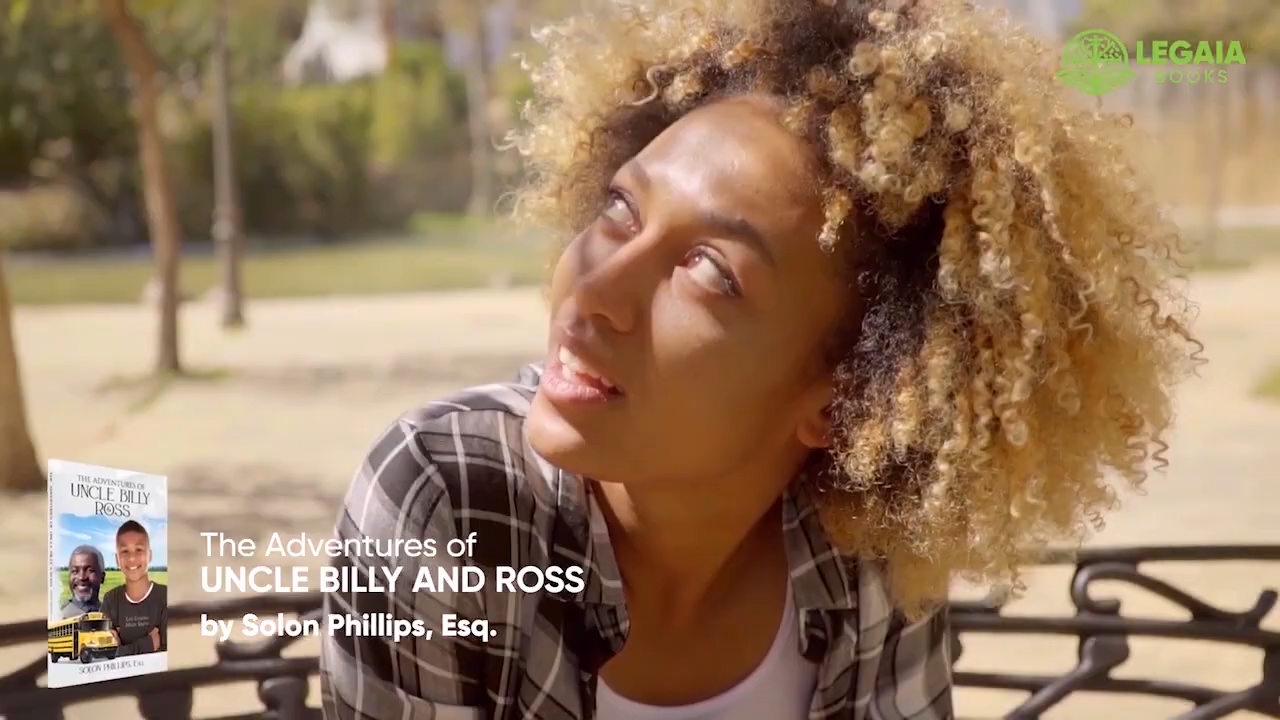 LEGAIA
BOOKS
THE ADVENTURES OF
UNCLE BILLY
&
ROSS
SOLON PHILLIPS, Esq.
The Adventures of
UNCLE BILLY AND ROSS
by Solon Phillips, Esq.